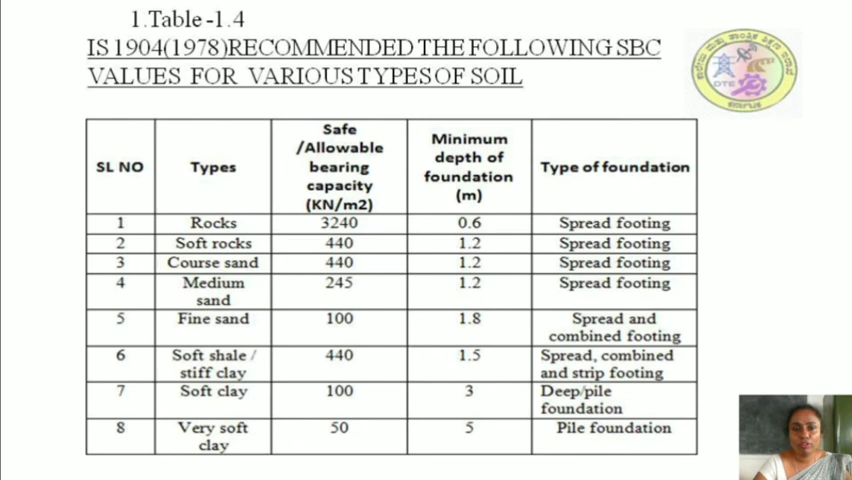 1.Table -1.4
IS 1904(1978)RECOMMENDED THE FOLLOWING SBC
VALUES FOR VARIOUS TYPES OF SOIL
DTE
SL NO
Types
Safe
/Allowable
bearing
capacity
(KN/m2)
Minimum
depth of
foundation
(m)
Type of foundation
1 Rocks 3240 0.6 Spread footing
2 Soft rocks 440 1.2 Spread footing
3 Course sand 440 1.2 Spread footing
4 Medium 245 1.2 Spread footing
sand
5 Fine sand 100 1.8 Spread and
combined footing
6 Soft shale / 440 1.5 Spread, combined
stiff clay and strip footing
7 Soft clay 100 3 Deep/pile
foundation
8 Very soft 50 5 Pile foundation
clay